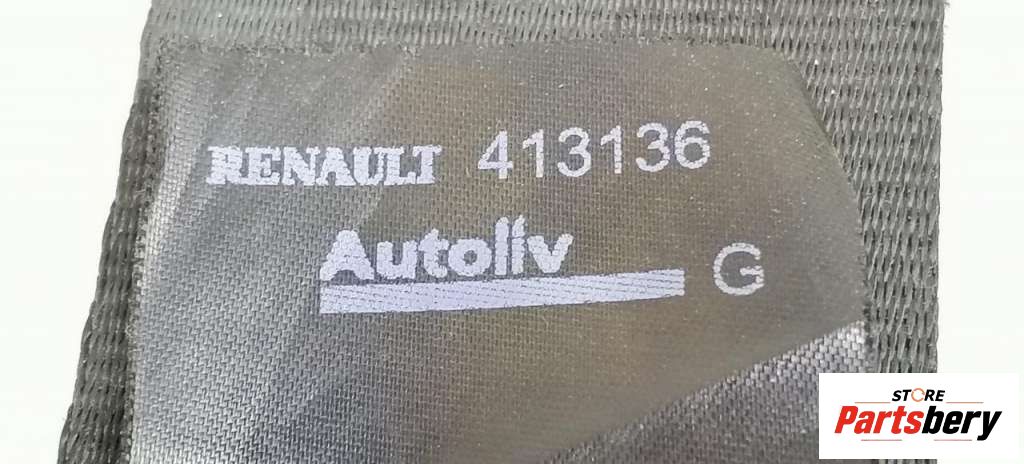 RENAULT 413136
Autoliv G
STORE
Partsbery